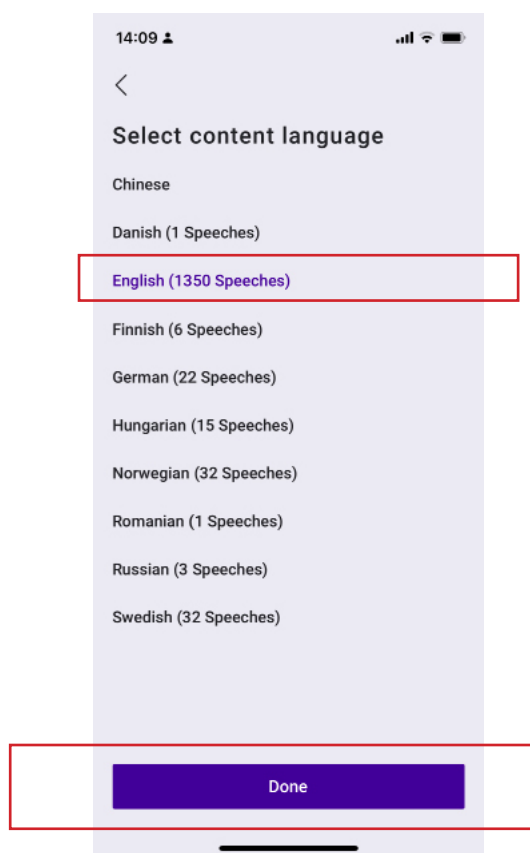 14:09
Select content language
Chinese
Danish (1 Speeches)
English (1350 Speeches)
Finnish (6 Speeches)
German (22 Speeches)
Hungarian (15 Speeches)
Norwegian (32 Speeches)
Romanian (1 Speeches)
Russian (3 Speeches)
Swedish (32 Speeches)
Done